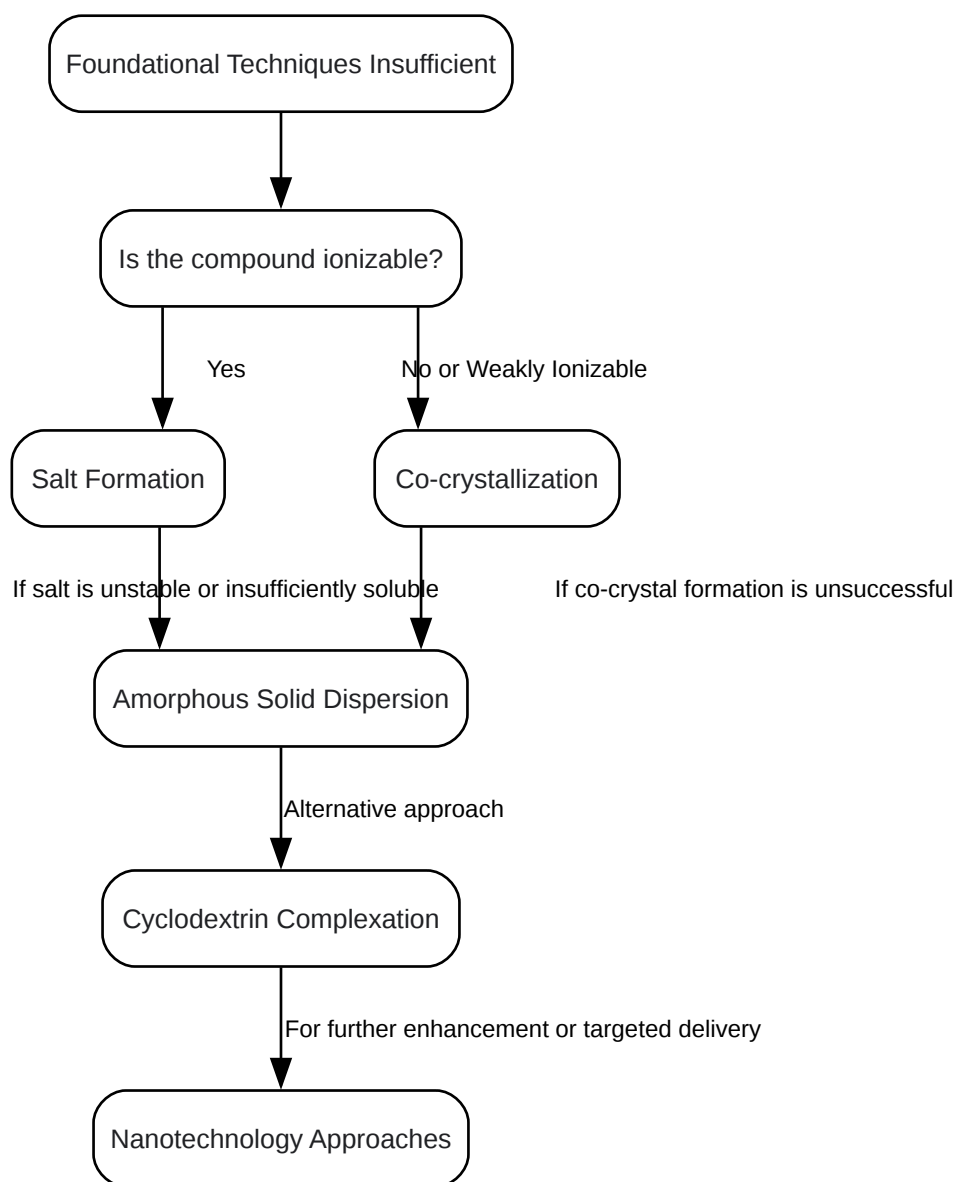 Foundational Techniques Insufficient
Is the compound ionizable?
Yes
No or Weakly Ionizable
Salt Formation
Co-crystallization
If salt is unstable or insufficiently soluble
If co-crystal formation is unsuccessful
Amorphous Solid Dispersion
Alternative approach
Cyclodextrin Complexation
For further enhancement or targeted delivery
Nanotechnology Approaches